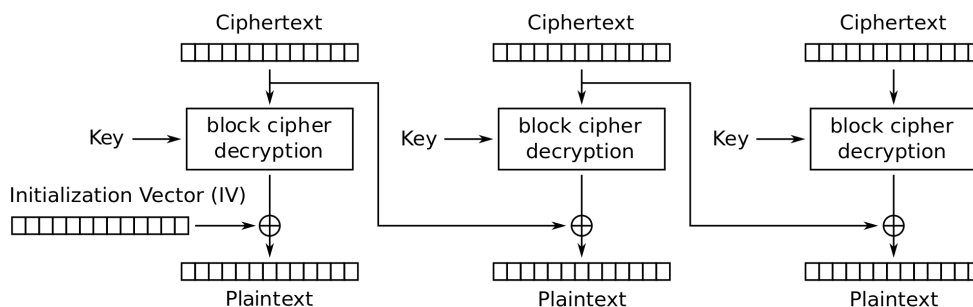 Ciphertext
Ciphertext
Ciphertext
Key
block cipher
decryption
Key
block cipher
decryption
Key
block cipher
decryption
Initialization Vector (IV)
Plaintext
Plaintext
Plaintext